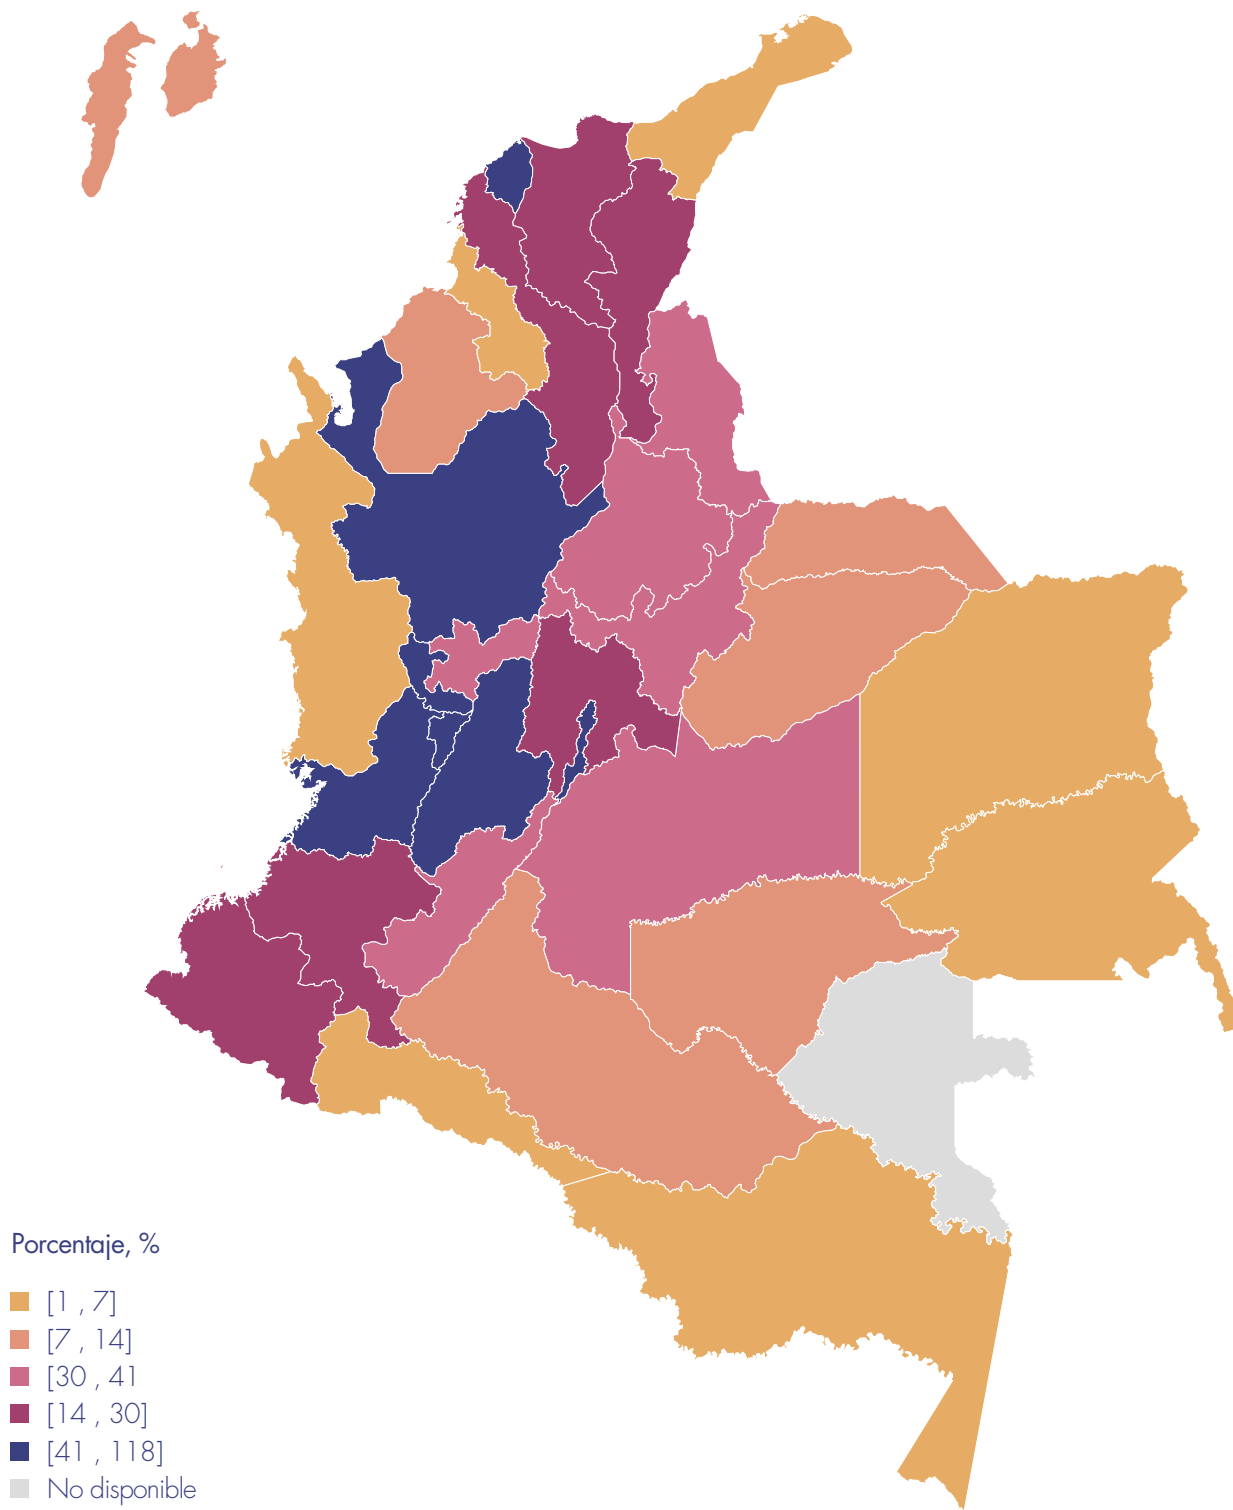 Porcentaje, %
[1 , 7]
[7 , 14]
[30 , 41
[14 , 30]
[41 , 118]
No disponible